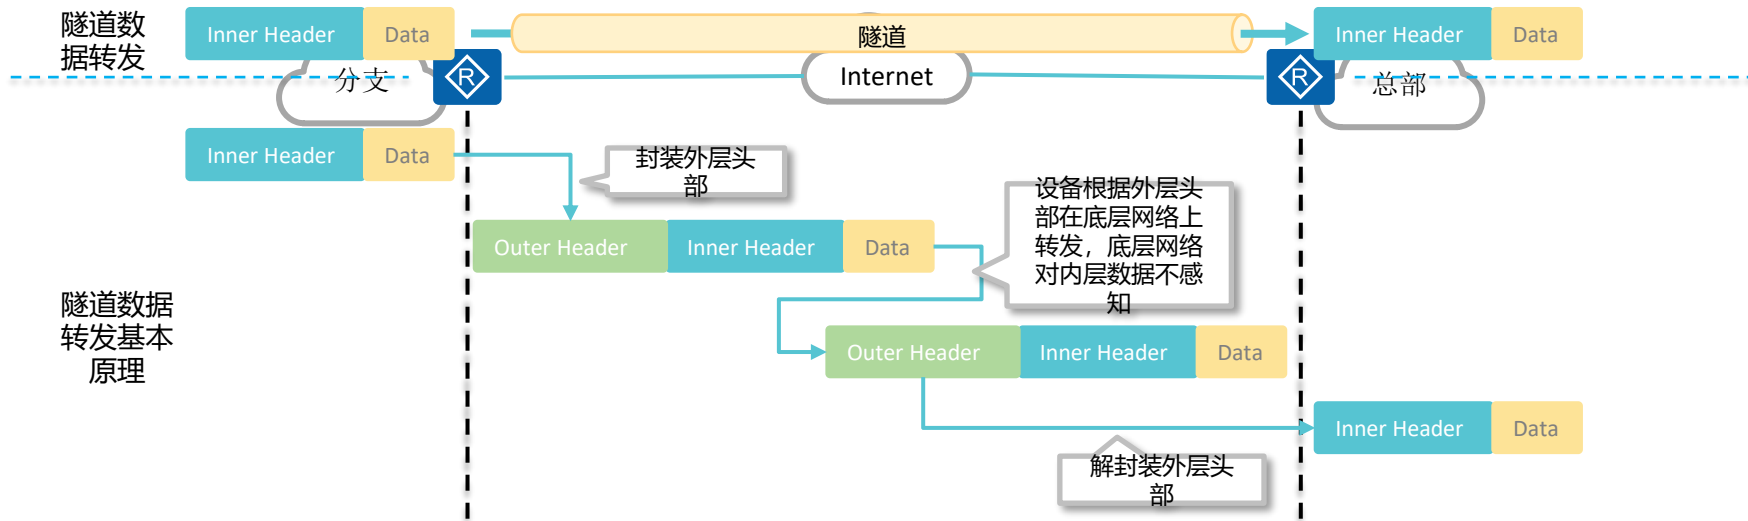 隧道数
据转发
Inner Header
Data
隧道
Inner Header
Data
分支
R
Internet
R
总部
Inner Header
Data
封装外层头
部
设备根据外层头
部在底层网络上
转发，底层网络
对内层数据不感
知
Outer Header
Inner Header
Data
隧道数据
转发基本
原理
Outer Header
Inner Header
Data
Inner Header
Data
解封装外层头
部